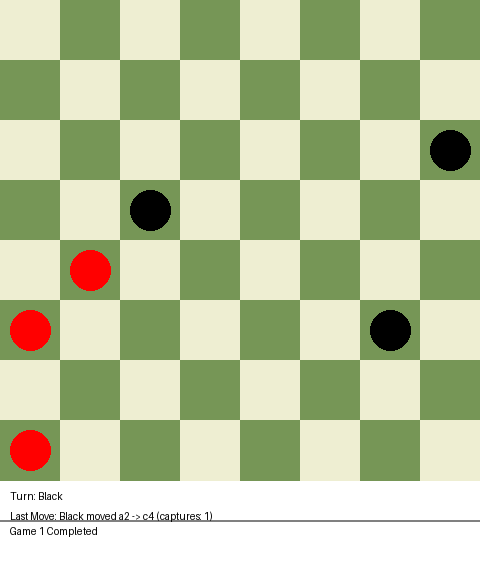 Turn: Black
Last Move: Black moved a2 -> c4 (captures: 1)
Game 1 Completed